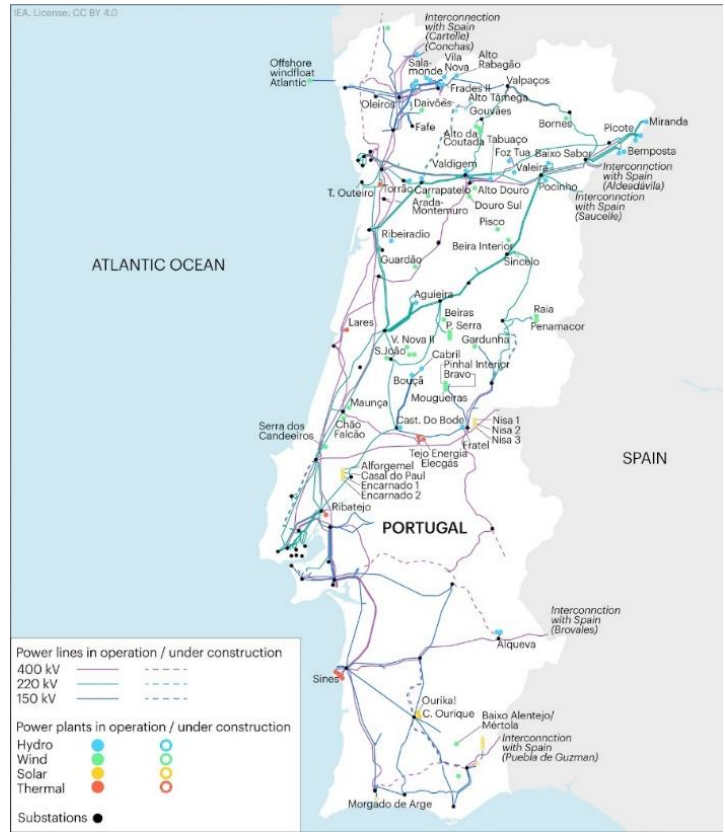 IEA. License: CC BY 4.0
Interconnection
with Spain
(Cartelle)
(Conchas)
Offshore
windfloat
Atlantic
Sala-
monde
Vila
Nova
Alto
Rabagão
Frades II
Valpaços
Oleiros
Daivões
Alto Tâmega
Gouvães
Fafe
Bornes
Miranda
Alto da
Coutada
Tabuaço
Picote
Foz Tua
Baixo Sabor
Bemposta
Valdigem
Valeira
Interconnction
with Spain
(Aldeadávila)
T. Outeiro
Torrão
Carrapatelo
Alto Douro
Pocinho
Interconnction
with Spain
(Saucelle)
Arada-
Montemuro
Douro Sul
Pisco
Ribeiradio
Beira Interior
Guardão
Sincelo
ATLANTIC OCEAN
Aguieira
Raia
Beiras
Penamacor
P. Serra
Lares
V. Nova II
Gardunha
S.João
Cabril
Pinhal Interior
Bouçã
Bravo
Mougueiras
Maunça
Chão
Falcão
Cast. Do Bode
Nisa 1
Nisa 2
Nisa 3
Serra dos
Candeeiros
Fratel
Tejo Energia
Elecgás
SPAIN
Alforgemel
Casal do Paul
Encarnado 1
Encarnado 2
Ribatejo
PORTUGAL
Interconnction
with Spain
(Brovales)
Alqueva
Power lines in operation / under construction
400 kV
220 kV
150 kV
Sines
Power plants in operation / under construction
Hydro
Wind
Solar
Thermal
Substations
Ourika!
C. Ourique
Baixo Alentejo/
Mértola
Interconnction
with Spain
(Puebla de Guzman)
Morgado de Arge